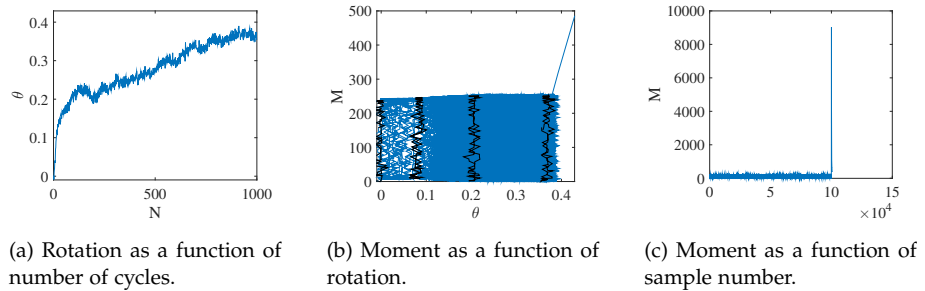 0.4
0.3
0.2
0.1
0
θ
0
500
1000
N
500
400
300
200
100
0
M
0
0.1
0.2
0.3
0.4
θ
10000
8000
6000
4000
2000
0
M
0
5
10
15
×10⁴
(a) Rotation as a function of
number of cycles.
(b) Moment as a function of
rotation.
(c) Moment as a function of
sample number.